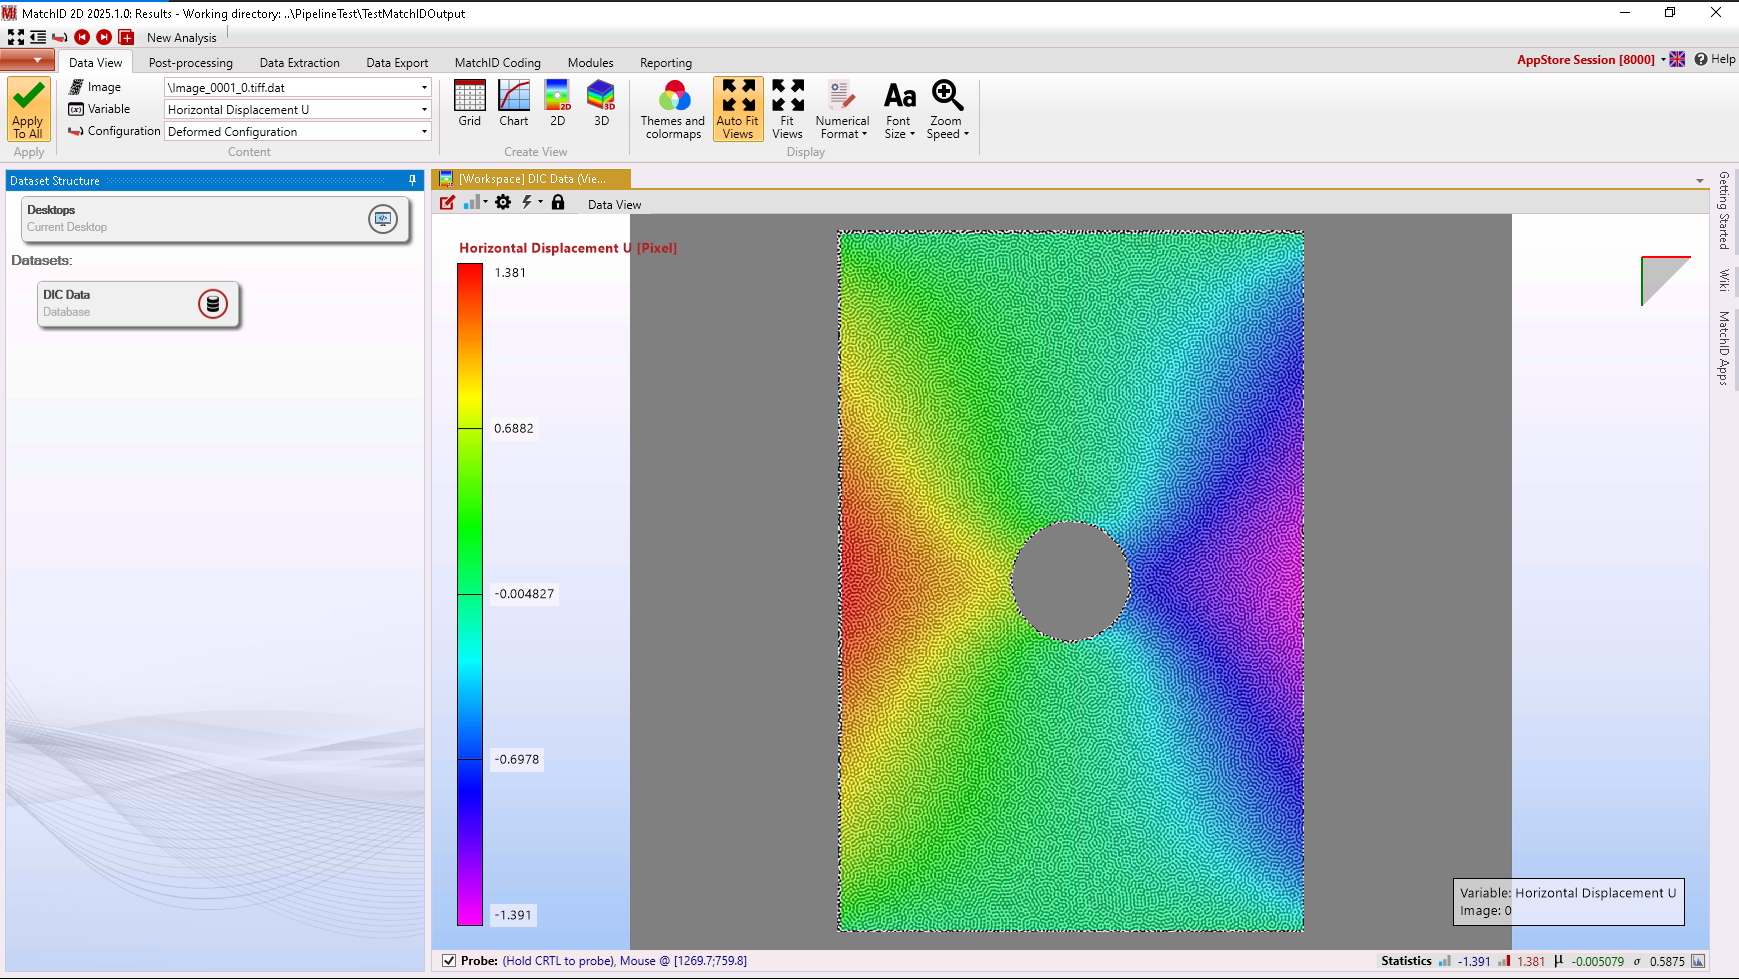 MatchID 2D 2025.1.0: Results - Working directory: ..\PipelineTest\TestMatchIDOutput
New Analysis
Data View
Post-processing
Data Extraction
Data Export
MatchID Coding
Modules
Reporting
AppStore Session [8000]
Help
Apply To All
Image
\Image_0001_0.tiff.dat
Variable
Horizontal Displacement U
Configuration
Deformed Configuration
Grid
Chart
2D
3D
Themes and colormaps
Auto Fit Views
Fit Views
Numerical Format
Aa
Font Size
Zoom Speed
Apply
Content
Create View
Display
Dataset Structure
Desktops
Current Desktop
Datasets:
DIC Data
Database
[Workspace] DIC Data (Vie...
Data View
Horizontal Displacement U [Pixel]
1.381
0.6882
-0.004827
-0.6978
-1.391
Getting Started
Wiki
MatchID Apps
Variable: Horizontal Displacement U
Image: 0
Probe: (Hold CRTL to probe), Mouse @ [1269.7;759.8]
Statistics -1.391 1.381 μ -0.005079 σ 0.5875